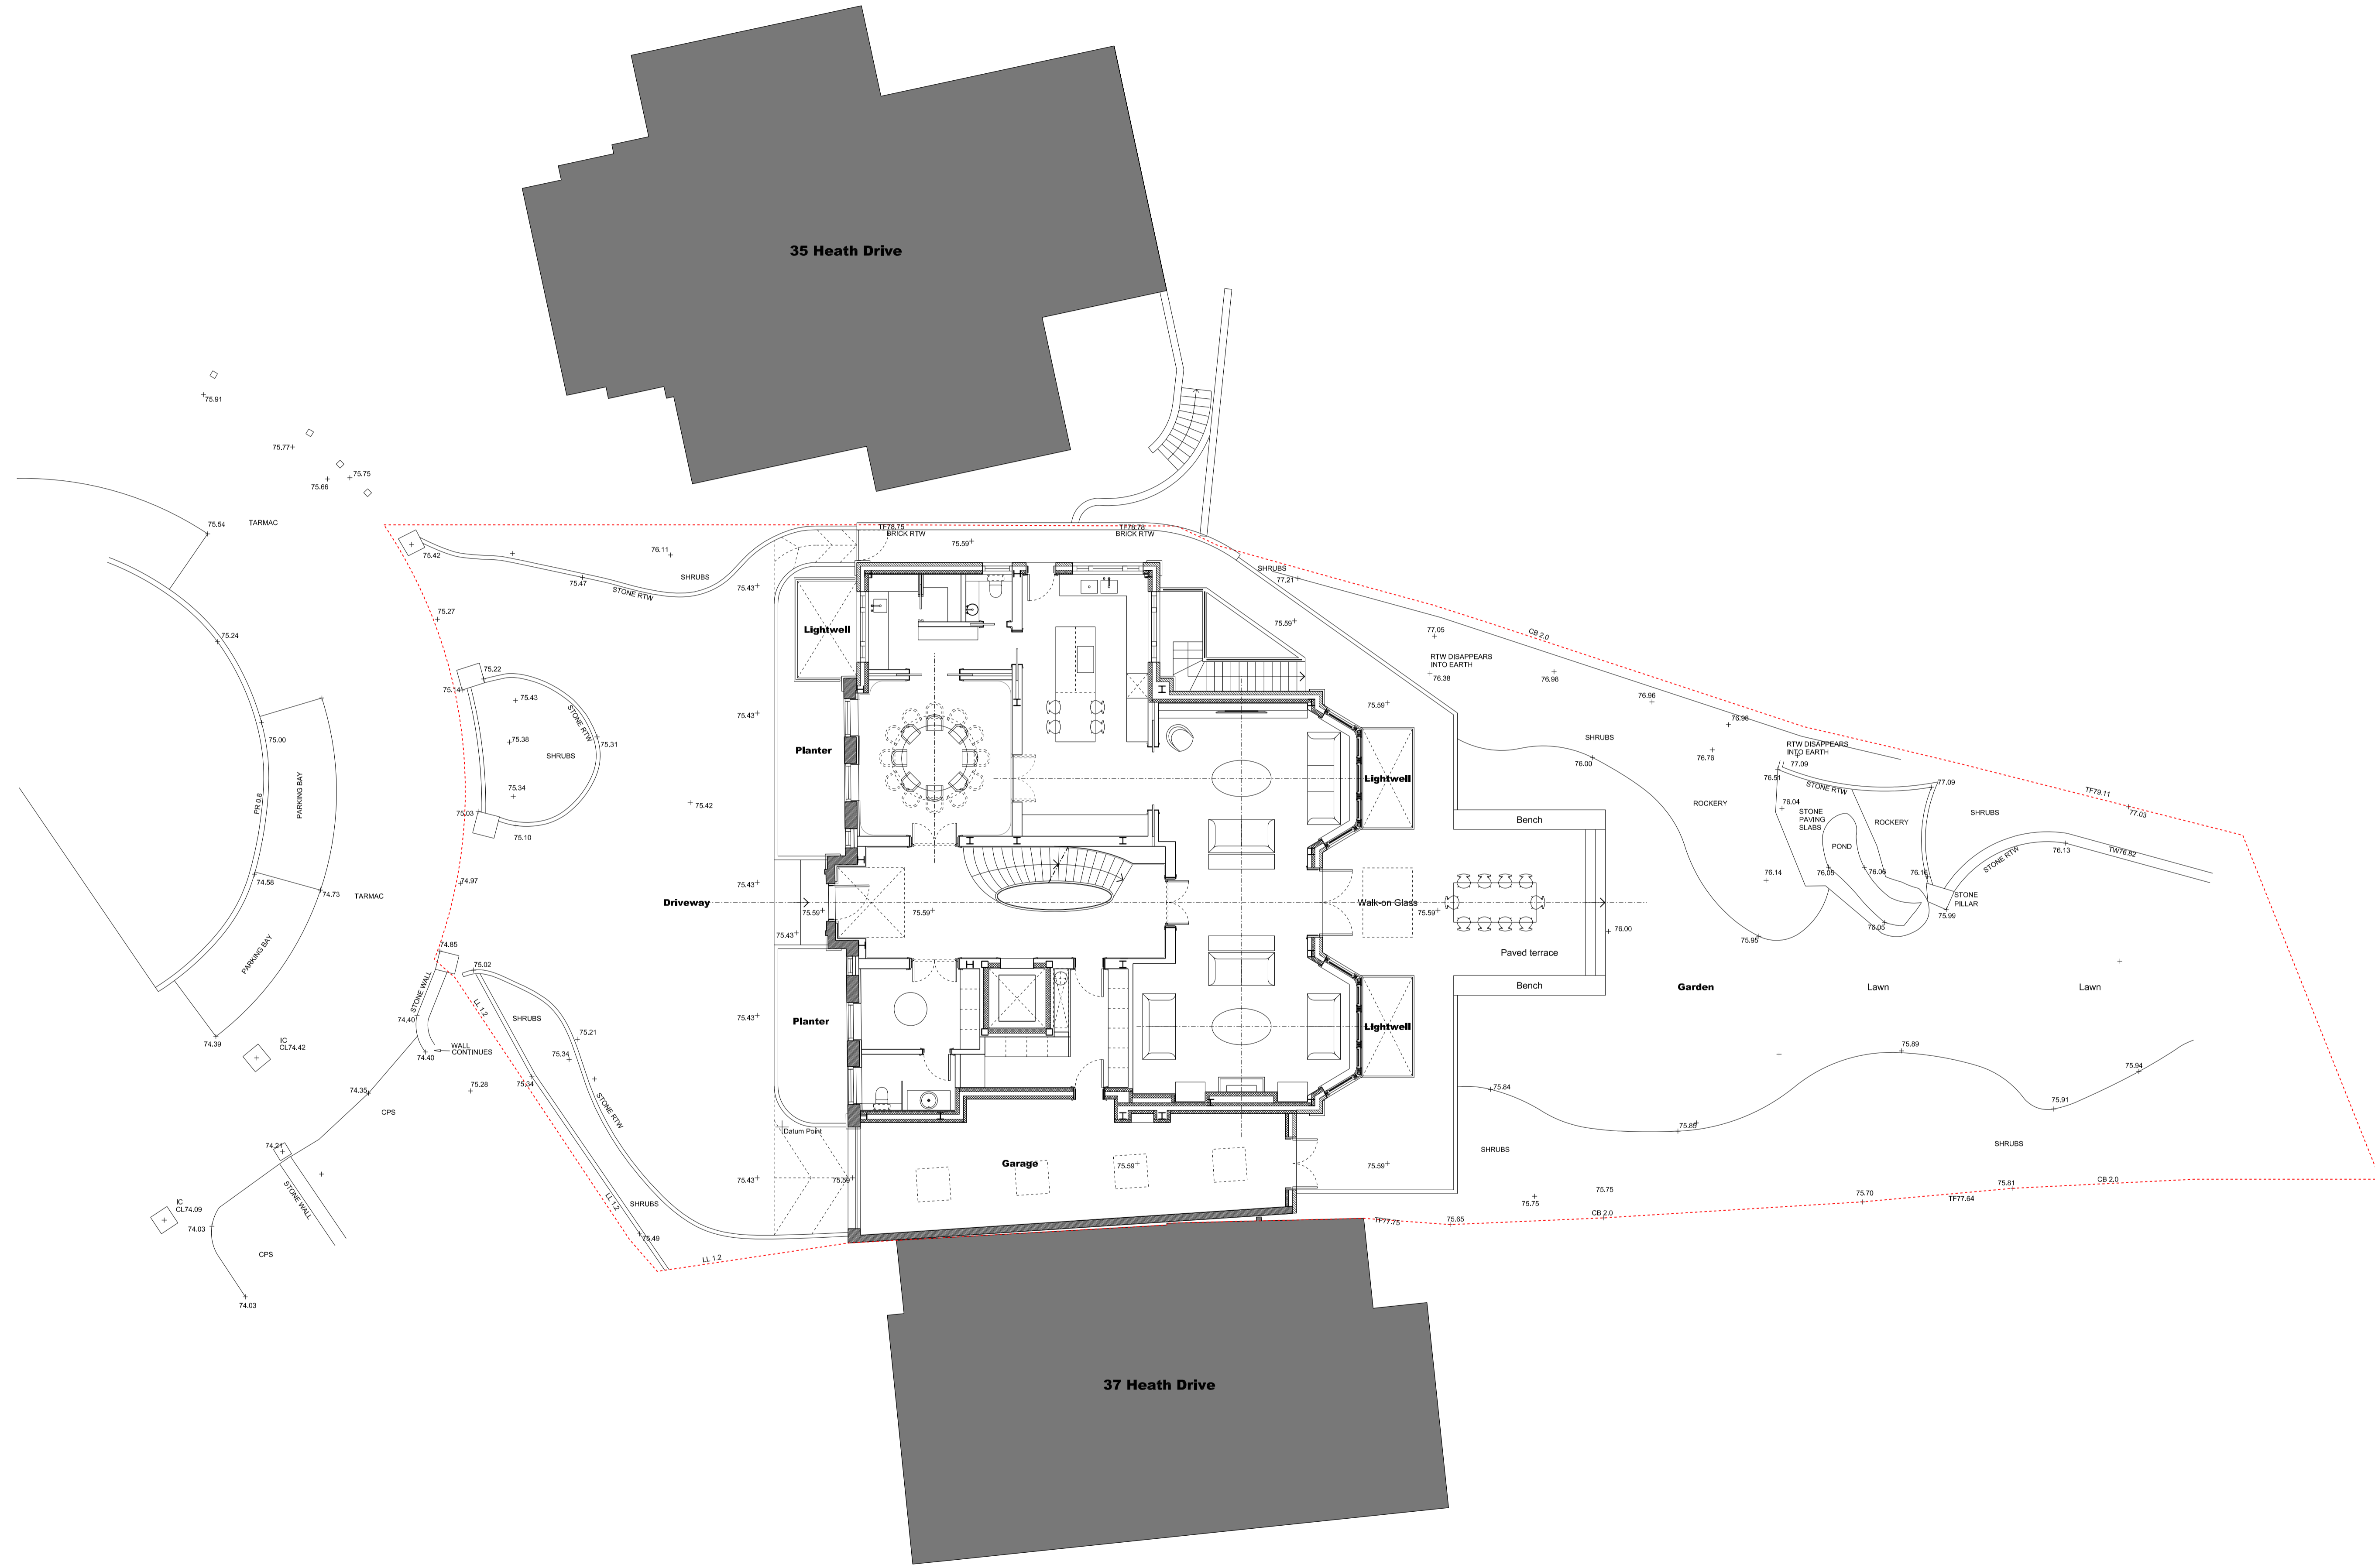 35 Heath Drive
75.91
75.77
75.75
75.66
75.54
TARMAC
TF78.75
BRICK RTW
TF78.78
BRICK RTW
75.42
76.11
75.59
75.47
SHRUBS
STONE RTW
75.43
SHRUBS
77.21
75.27
75.24
Lightwell
75.59
77.05
CB 2.0
RTW DISAPPEARS
INTO EARTH
76.38
76.98
75.22
75.14
75.43
STONE RTW
75.43
75.59
76.96
76.98
75.00
75.38
75.31
SHRUBS
Planter
SHRUBS
76.00
76.76
RTW DISAPPEARS
INTO EARTH
77.09
76.51
STONE RTW
77.09
Lightwell
PARKING BAY
PR 0.8
75.34
75.42
ROCKERY
76.04
STONE
PAVING
SLABS
ROCKERY
SHRUBS
TF79.11
77.03
75.03
75.10
Bench
POND
76.13
TW76.82
STONE RTW
74.58
74.73
TARMAC
74.97
75.43
76.14
76.05
76.06
76.16
STONE
PILLAR
75.99
Driveway
75.59
75.59
Walk-on Glass
75.59
75.43
76.00
75.95
76.05
74.85
PARKING BAY
Paved terrace
75.02
STONE WALL
Bench
Garden
Lawn
Lawn
LL 1.2
SHRUBS
74.40
75.43
Planter
Lightwell
75.21
74.39
IC
CL74.42
WALL
CONTINUES
74.40
75.34
75.89
75.28
75.34
75.94
74.35
75.84
75.91
CPS
STONE RTW
Datum Point
75.85
74.21
SHRUBS
SHRUBS
Garage
75.59
75.59
75.43
75.59
STONE WALL
LL 1.2
SHRUBS
75.75
75.75
75.70
75.81
TF77.64
CB 2.0
IC
CL74.09
74.03
75.49
TF77.75
75.65
CB 2.0
CPS
LL 1.2
74.03
37 Heath Drive